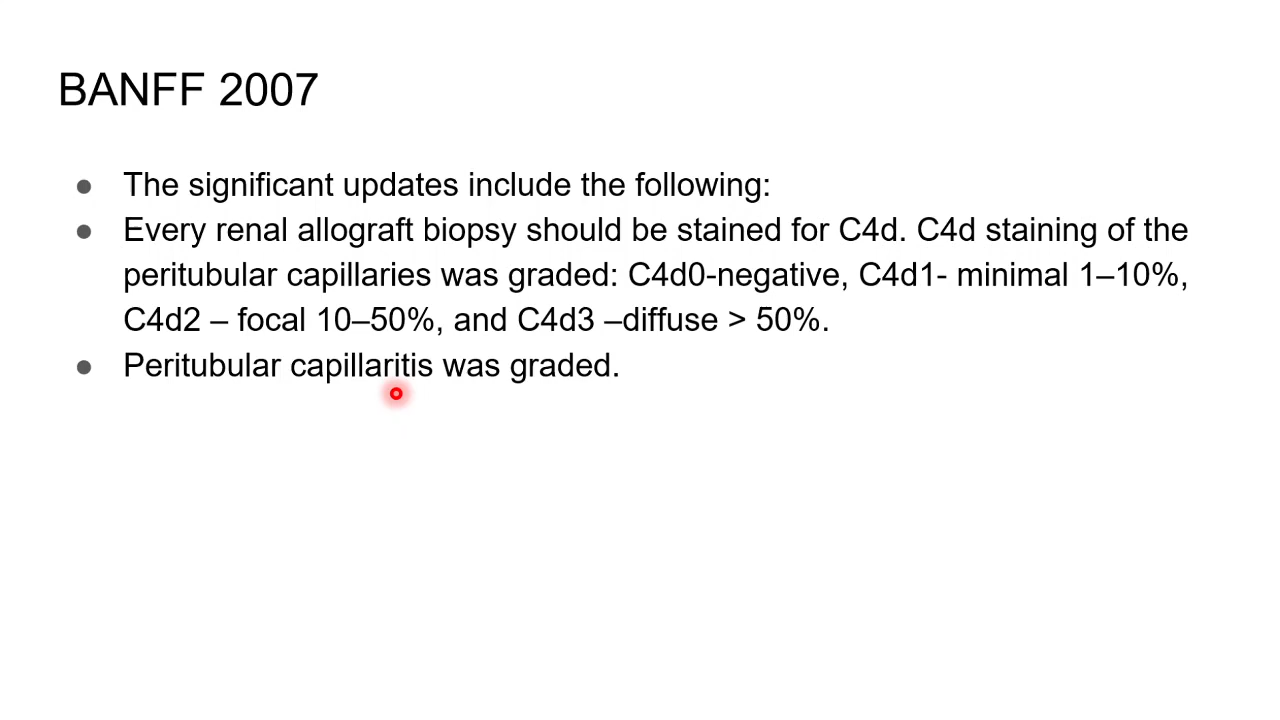 BANFF 2007
● The significant updates include the following:
● Every renal allograft biopsy should be stained for C4d. C4d staining of the
peritubular capillaries was graded: C4d0-negative, C4d1- minimal 1–10%,
C4d2 – focal 10–50%, and C4d3 –diffuse > 50%.
● Peritubular capillaritis was graded.